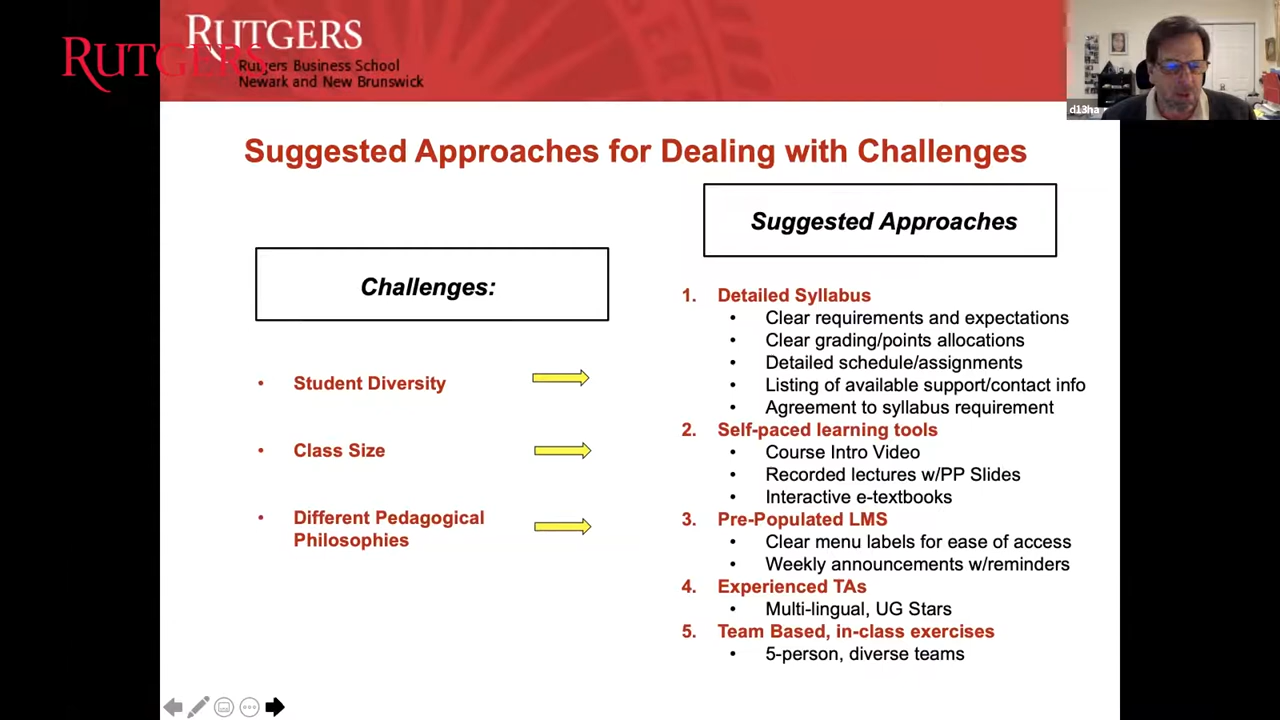 RUTGERS
RUTGERS
Rutgers Business School
Newark and New Brunswick
d13ha
Suggested Approaches for Dealing with Challenges
Challenges:
• Student Diversity
• Class Size
• Different Pedagogical
Philosophies
Suggested Approaches
1. Detailed Syllabus
• Clear requirements and expectations
• Clear grading/points allocations
• Detailed schedule/assignments
• Listing of available support/contact info
• Agreement to syllabus requirement
2. Self-paced learning tools
• Course Intro Video
• Recorded lectures w/PP Slides
• Interactive e-textbooks
3. Pre-Populated LMS
• Clear menu labels for ease of access
• Weekly announcements w/reminders
4. Experienced TAs
• Multi-lingual, UG Stars
5. Team Based, in-class exercises
• 5-person, diverse teams